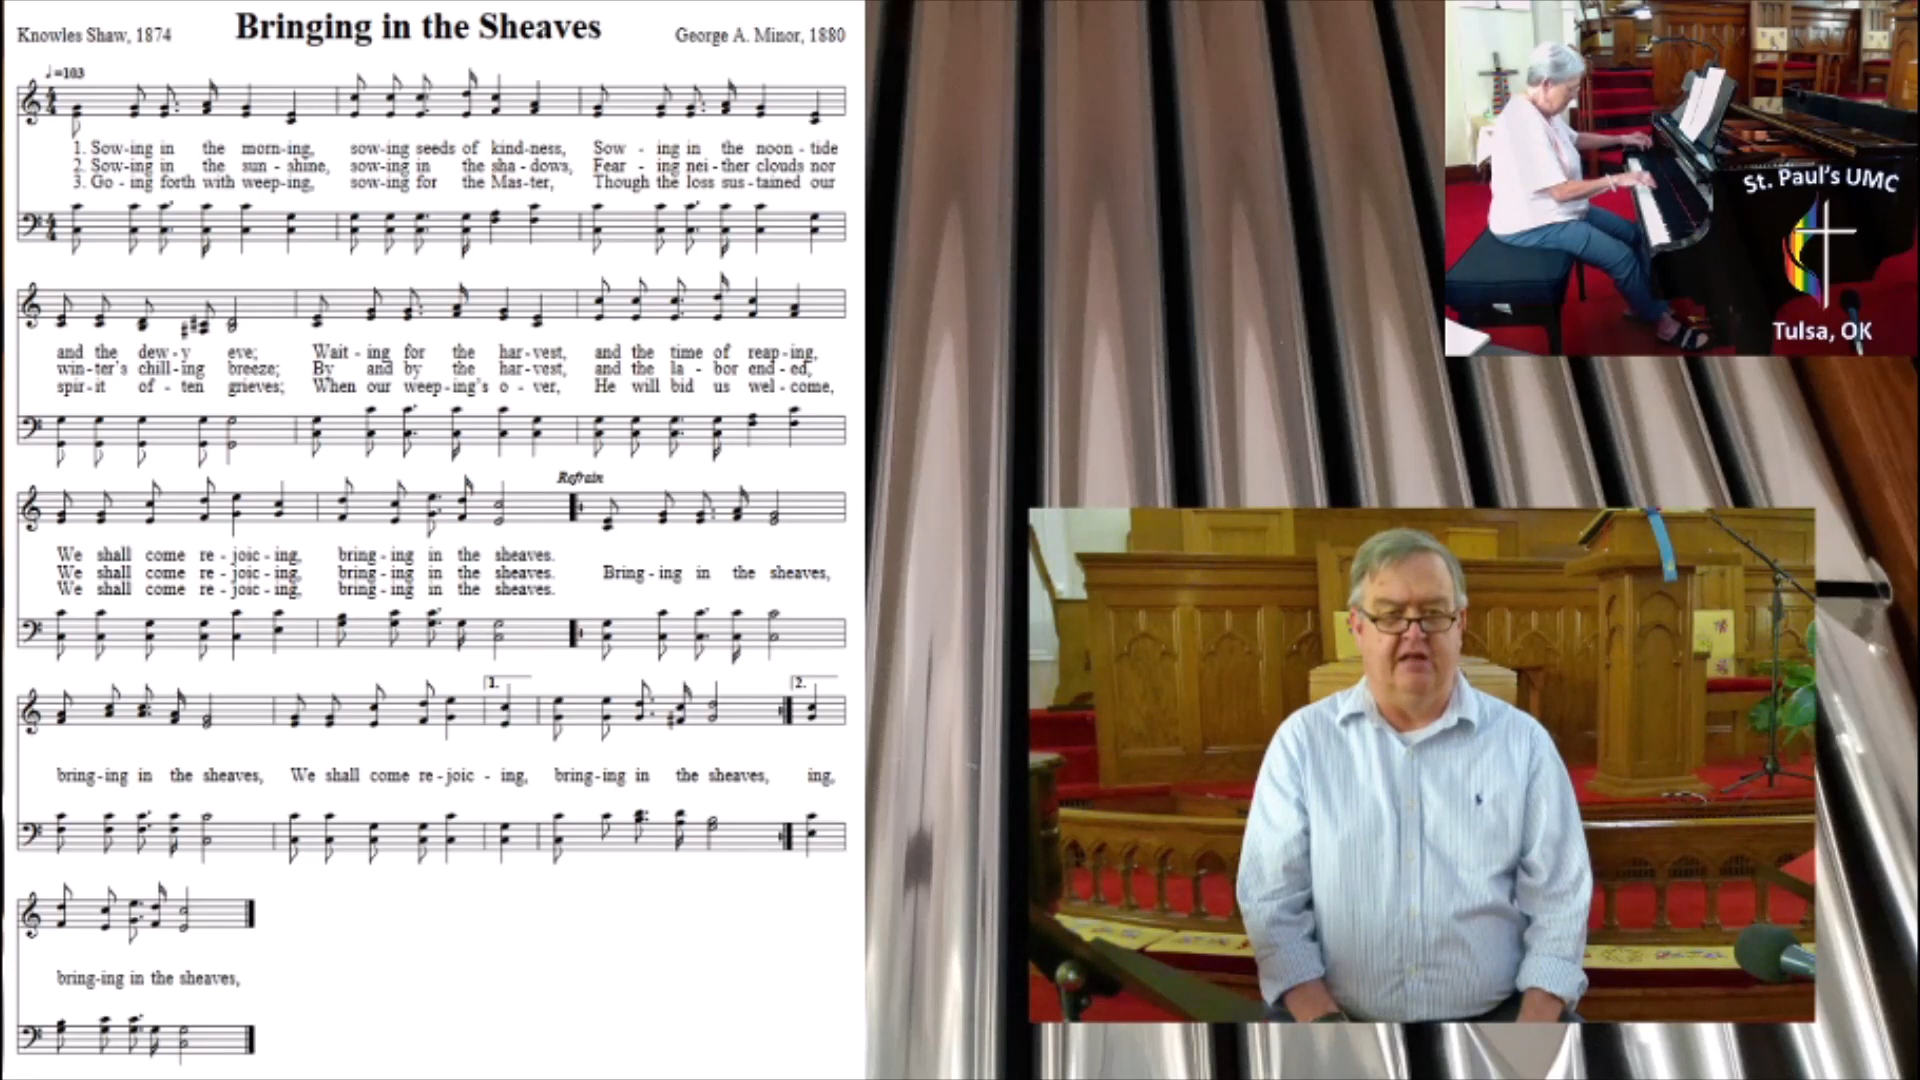 Bringing in the Sheaves
Knowles Shaw, 1874
George A. Minor, 1880
♩=103
1. Sow-ing in the morn-ing, sow-ing seeds of kind-ness, Sow - ing in the noon - tide
2. Sow-ing in the sun - shine, sow-ing in the sha - dows, Fear - ing nei - ther clouds nor
3. Go - ing forth with weep-ing, sow-ing for the Mas-ter, Though the loss sus - tained our
and the dew - y eve; Wait - ing for the har - vest, and the time of reap-ing,
win-ter's chill-ing breeze; By and by the har-vest, and the la - bor end - ed,
spir-it of - ten grieves; When our weep-ing's o - ver, He will bid us wel - come,
Refrain
We shall come re - joic - ing, bring - ing in the sheaves.
We shall come re - joic - ing, bring - ing in the sheaves. Bring - ing in the sheaves,
We shall come re - joic - ing, bring - ing in the sheaves.
1.
2.
bring-ing in the sheaves, We shall come re-joic - ing, bring-ing in the sheaves, ing,
bring-ing in the sheaves,
St. Paul's UMC
Tulsa, OK